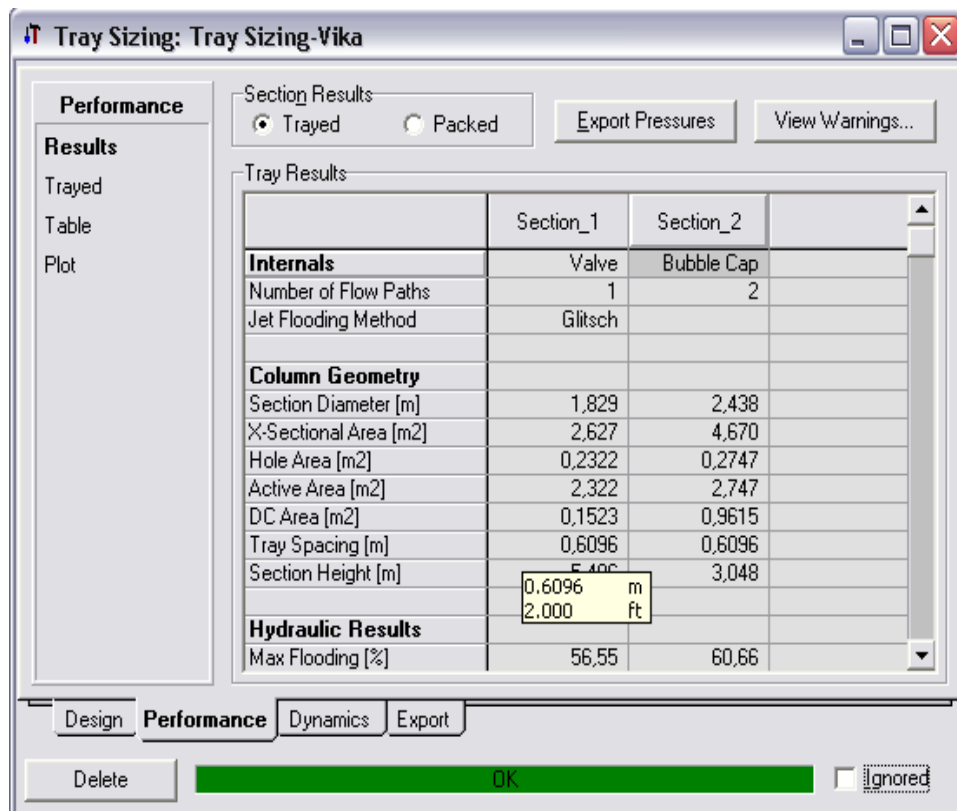 Tray Sizing: Tray Sizing-Vika
Performance
Results
Trayed
Table
Plot
Section Results
Trayed Packed
Export Pressures
View Warnings...
Tray Results
Section_1 Section_2
Internals Valve Bubble Cap
Number of Flow Paths 1 2
Jet Flooding Method Glitsch
Column Geometry
Section Diameter [m] 1,829 2,438
X-Sectional Area [m2] 2,627 4,670
Hole Area [m2] 0,2322 0,2747
Active Area [m2] 2,322 2,747
DC Area [m2] 0,1523 0,9615
Tray Spacing [m] 0,6096 0,6096
Section Height [m] 3,048
0.6096 m
2.000 ft
Hydraulic Results
Max Flooding [%] 56,55 60,66
Design Performance Dynamics Export
Delete OK Ignored